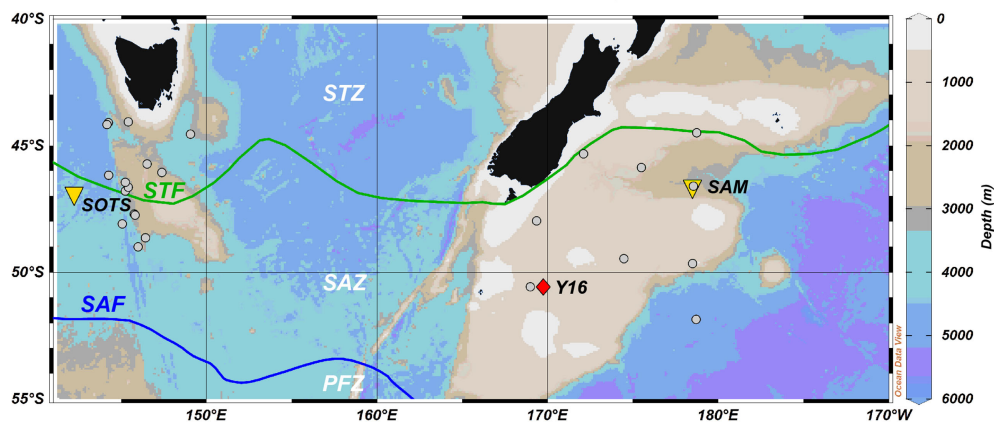 40°S
45°S
50°S
55°S
150°E
160°E
170°E
180°E
170°W
STZ
STF
SOTS
SAM
SAZ
SAF
Y16
PFZ
Ocean Data View
0
1000
2000
3000
4000
5000
6000
Depth (m)